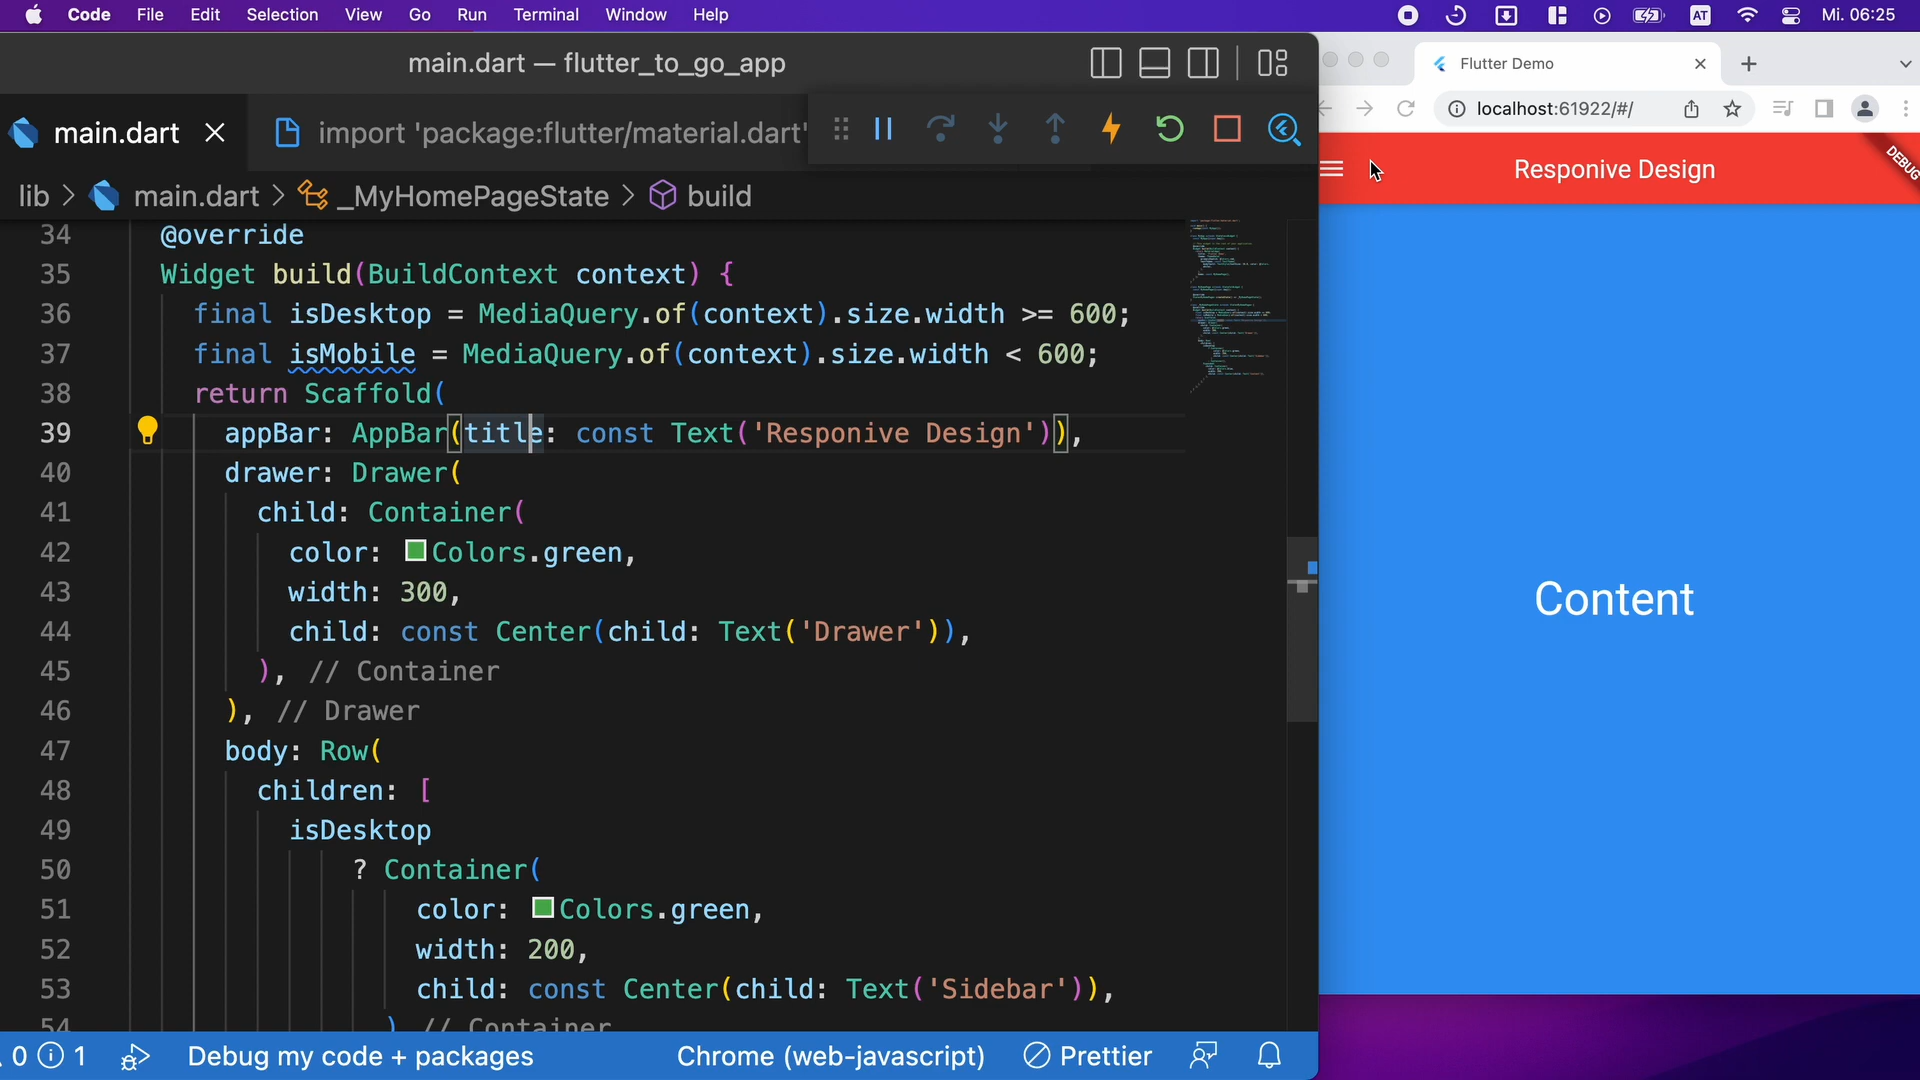 Code File Edit Selection View Go Run Terminal Window Help AT Mi. 06:25
main.dart — flutter_to_go_app
Flutter Demo
localhost:61922/#/
main.dart import 'package:flutter/material.dart'
lib > main.dart > _MyHomePageState > build
Responive Design
DEBUG
34 @override
35 Widget build(BuildContext context) {
36 final isDesktop = MediaQuery.of(context).size.width >= 600;
37 final isMobile = MediaQuery.of(context).size.width < 600;
38 return Scaffold(
39 appBar: AppBar(title: const Text('Responive Design')),
40 drawer: Drawer(
41 child: Container(
42 color: Colors.green,
43 width: 300,
44 child: const Center(child: Text('Drawer')),
45 ), // Container
46 ), // Drawer
47 body: Row(
48 children: [
49 isDesktop
50 ? Container(
51 color: Colors.green,
52 width: 200,
53 child: const Center(child: Text('Sidebar')),
54 ) // Container
Content
0 1 Debug my code + packages Chrome (web-javascript) Prettier